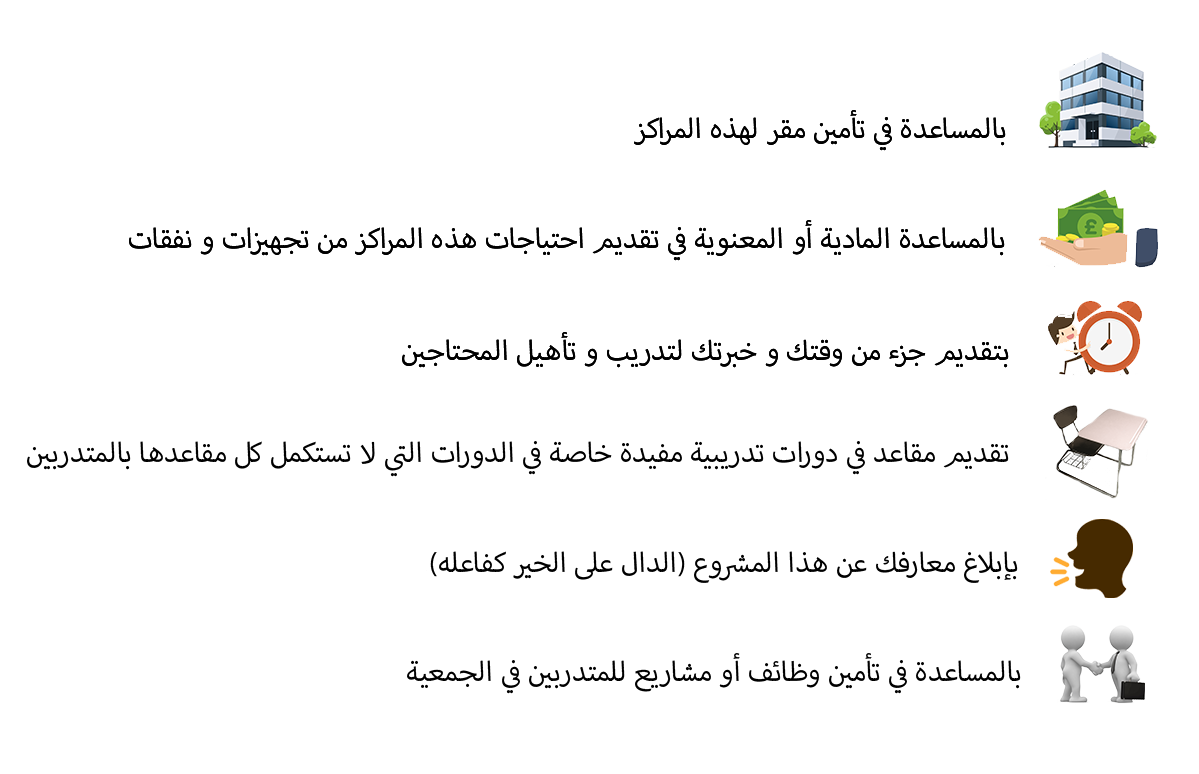 بالمساعدة في تأمين مقر لهذه المراكز
بالمساعدة المادية أو المعنوية في تقديم احتياجات هذه المراكز من تجهيزات و نفقات
بتقديم جزء من وقتك و خبرتك لتدريب و تأهيل المحتاجين
تقديم مقاعد في دورات تدريبية مفيدة خاصة في الدورات التي لا تستكمل كل مقاعدها بالمتدربين
بإبلاغ معارفك عن هذا المشروع (الدال على الخير كفاعله)
بالمساعدة في تأمين وظائف أو مشاريع للمتدربين في الجمعية